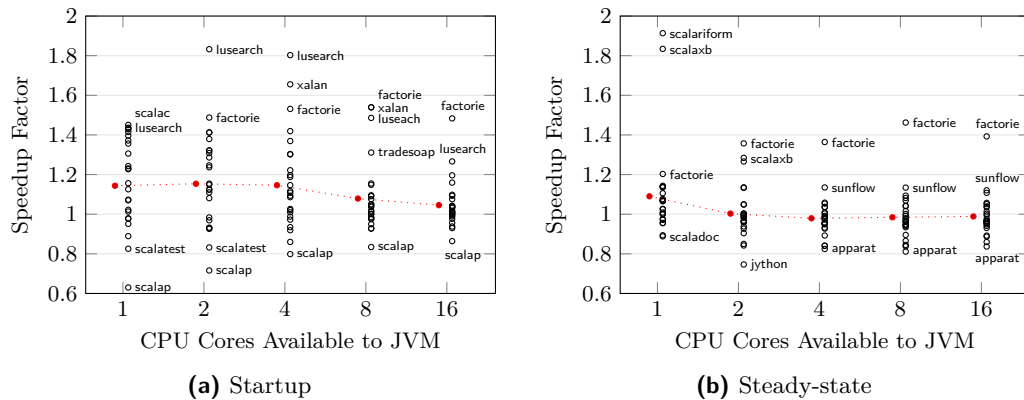 2
1.8
1.6
1.4
1.2
1
0.8
0.6
Speedup Factor
scalac
lusearch
scalatest
scalap
lusearch
factorie
scalatest
scalap
lusearch
xalan
factorie
scalap
factorie
xalan
luseach
tradesoap
scalap
factorie
lusearch
scalap
1 2 4 8 16
CPU Cores Available to JVM
(a) Startup
2
1.8
1.6
1.4
1.2
1
0.8
0.6
Speedup Factor
scalariform
scalaxb
factorie
scaladoc
factorie
scalaxb
jython
factorie
sunflow
apparat
factorie
sunflow
apparat
factorie
sunflow
apparat
1 2 4 8 16
CPU Cores Available to JVM
(b) Steady-state